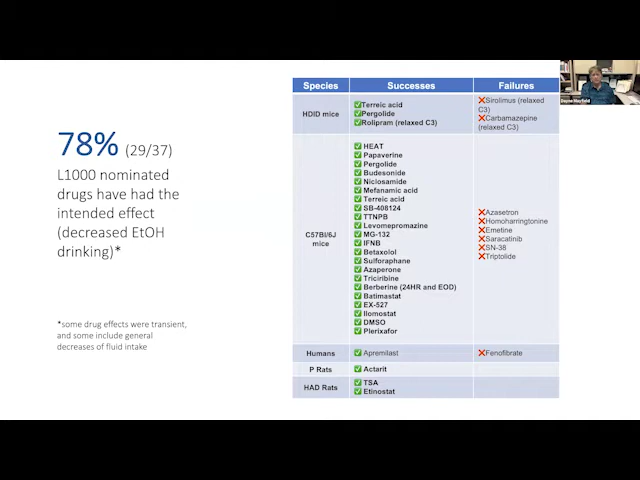 78% (29/37)
L1000 nominated
drugs have had the
intended effect
(decreased EtOH
drinking)*
*some drug effects were transient,
and some include general
decreases of fluid intake
Species Successes Failures
HDID mice
✅Terreic acid
✅Pergolide
✅Rolipram (relaxed C3)
❌Sirolimus (relaxed
C3)
❌Carbamazepine
(relaxed C3)
C57Bl/6J
mice
✅ HEAT
✅ Papaverine
✅ Pergolide
✅ Budesonide
✅ Niclosamide
✅ Mefanamic acid
✅ Terreic acid
✅ SB-408124
✅ TTNPB
✅ Levomepromazine
✅ MG-132
✅ IFNB
✅ Betaxolol
✅ Sulforaphane
✅ Azaperone
✅ Triciribine
✅ Berberine (24HR and EOD)
✅ Batimastat
✅ EX-527
✅ Ilomostat
✅ DMSO
✅ Plerixafor
❌Azasetron
❌Homoharringtonine
❌Emetine
❌Saracatinib
❌SN-38
❌Triptolide
Humans ✅ Apremilast ❌Fenofibrate
P Rats ✅ Actarit
HAD Rats
✅ TSA
✅ Etinostat
Dayne Mayfield